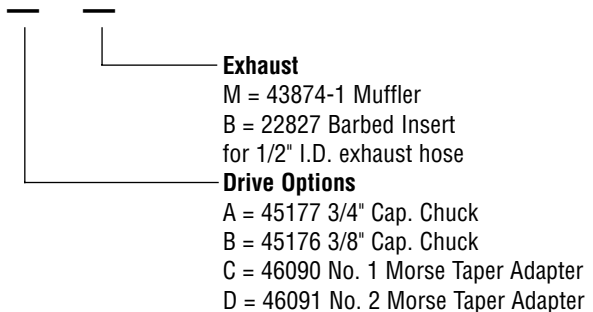 Exhaust
M = 43874-1 Muffler
B = 22827 Barbed Insert
for 1/2" I.D. exhaust hose
Drive Options
A = 45177 3/4" Cap. Chuck
B = 45176 3/8" Cap. Chuck
C = 46090 No. 1 Morse Taper Adapter
D = 46091 No. 2 Morse Taper Adapter